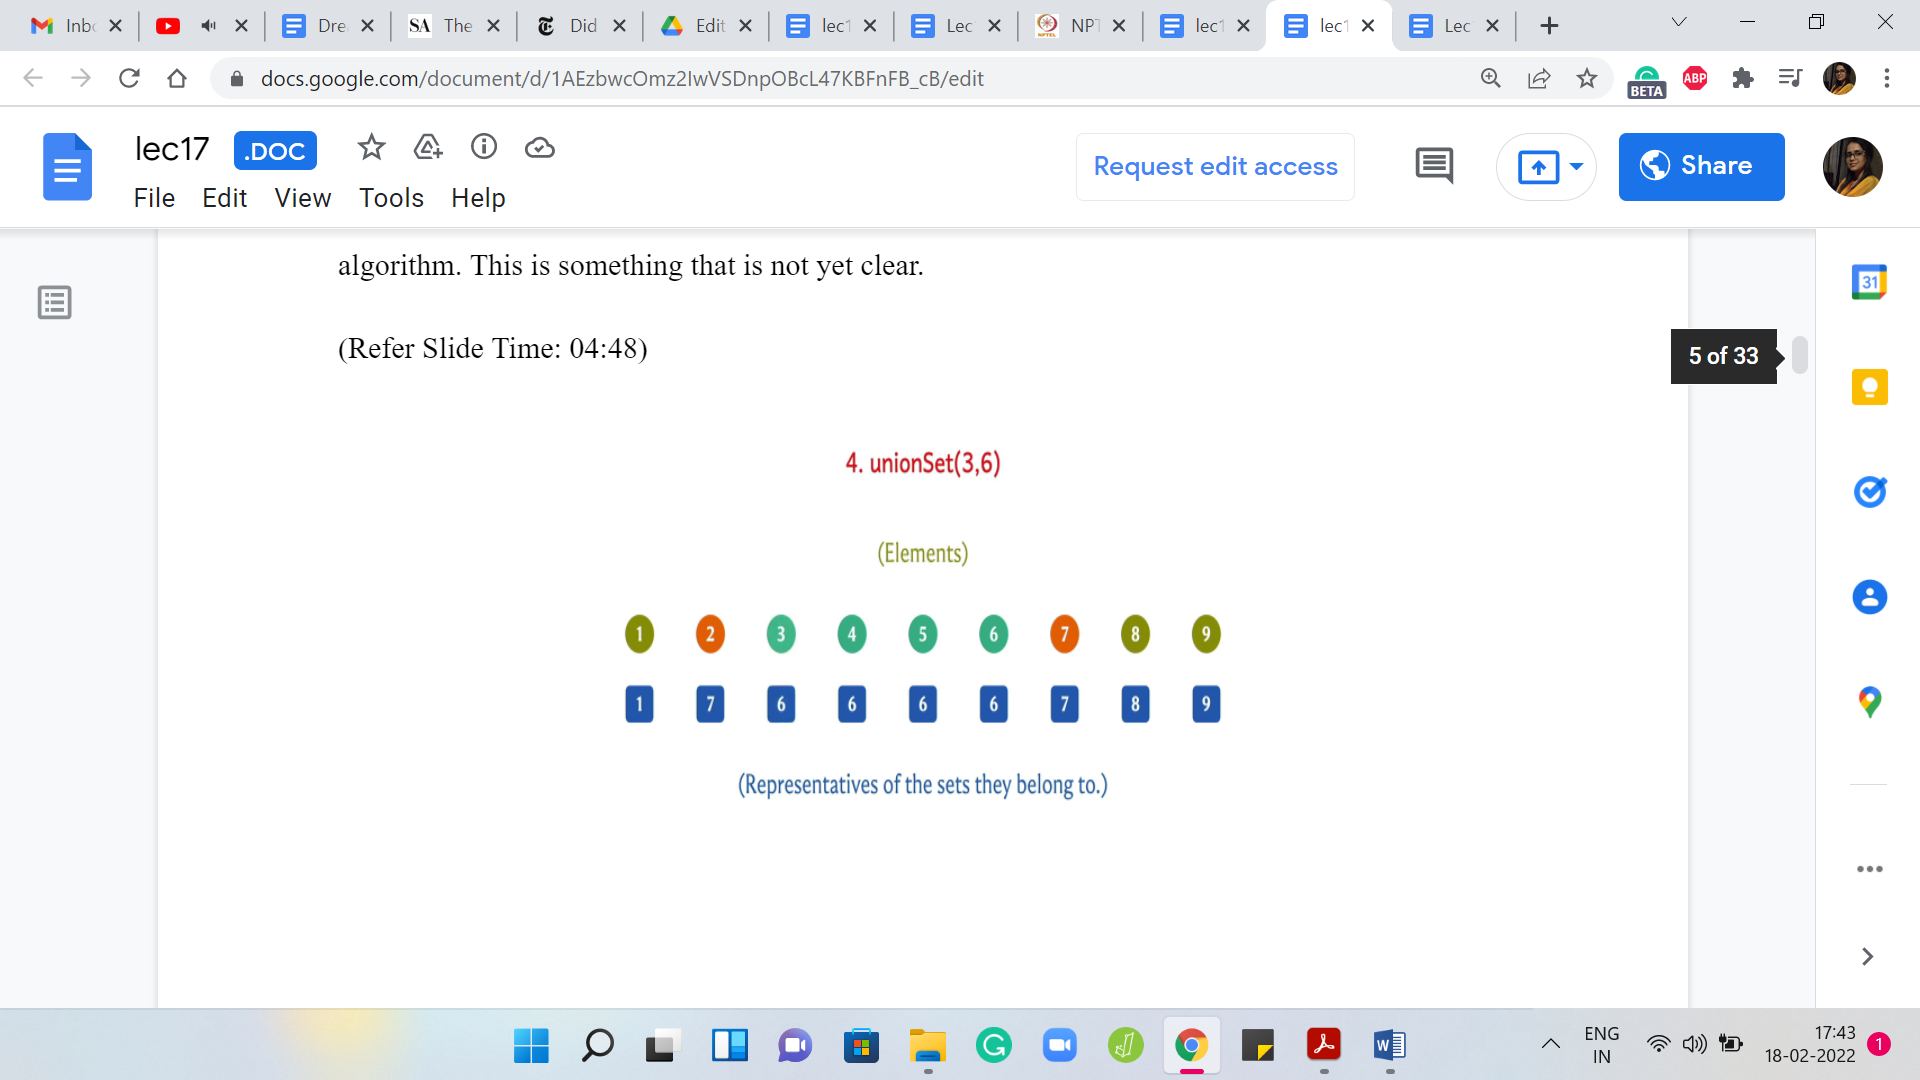 Inbc
Dre
SA The
Did
Edit
lec1
Lec
NPT
lec1
lec1
Lec
docs.google.com/document/d/1AEzbwcOmz2IwVSDnpOBcL47KBFnFB_cB/edit
BETA
ABP
lec17 .DOC
Request edit access
Share
File Edit View Tools Help
algorithm. This is something that is not yet clear.
(Refer Slide Time: 04:48)
31
5 of 33
4. unionSet(3,6)
(Elements)
1 2 3 4 5 6 7 8 9
1 7 6 6 6 6 7 8 9
(Representatives of the sets they belong to.)
ENG
IN
17:43
18-02-2022
1